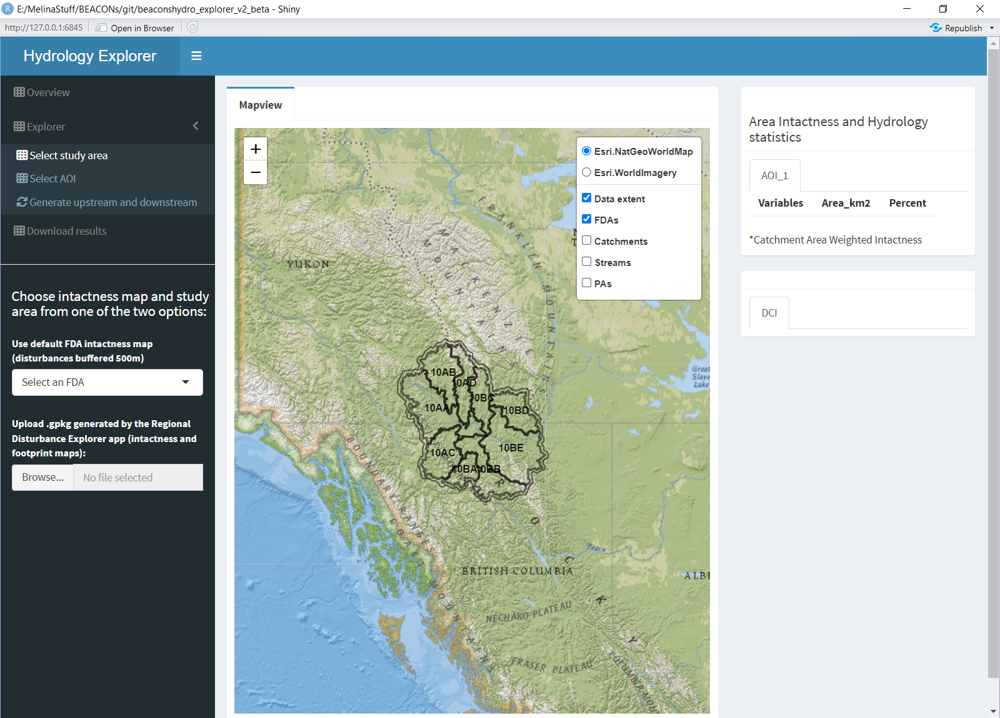 E:/MelinaStuff/BEACONs/git/beaconshydro_explorer_v2_beta - Shiny
http://127.0.0.1:6845
Open in Browser
Republish
Hydrology Explorer
Overview
Explorer
Select study area
Select AOI
Generate upstream and downstream
Download results
Choose intactness map and study
area from one of the two options:
Use default FDA intactness map
(disturbances buffered 500m)
Select an FDA
Upload .gpkg generated by the Regional
Disturbance Explorer app (intactness and
footprint maps):
Browse...
No file selected
Mapview
+
−
Esri.NatGeoWorldMap
Esri.WorldImagery
Data extent
FDAs
Catchments
Streams
PAs
FRANKLIN MOUNTAINS
MACKENZIE
MOUNTAINS
YUKON
Great
Slave
Lake
10AB
10AD
10BC
10AA
10BD
10AC
10BE
10BA
10BB
BOUNDARY RANGES
COAST MOUNTAINS
ROCKY
Peace
BRITISH COLUMBIA
ALBE
NECHAKO PLATEAU
FRASER PLATEAU
COLUMBIA MOU
Area Intactness and Hydrology
statistics
AOI_1
Variables Area_km2 Percent
*Catchment Area Weighted Intactness
DCI